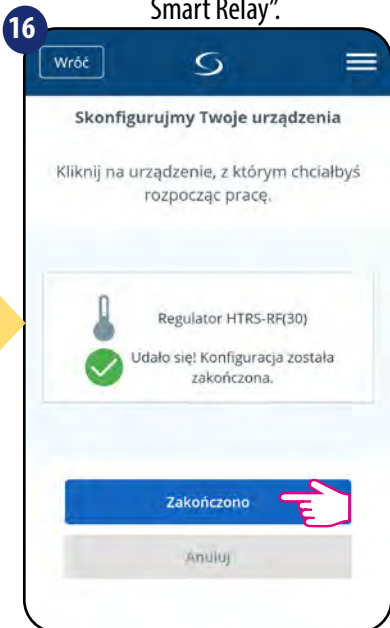 Smart Relay”.
16
Wróć
Skonfigurujmy Twoje urządzenia
Kliknij na urządzenie, z którym chciałbyś
rozpocząc pracę.
Regulator HTRS-RF(30)
Udało się! Konfiguracja została
zakończona.
Zakończono
Anuluj